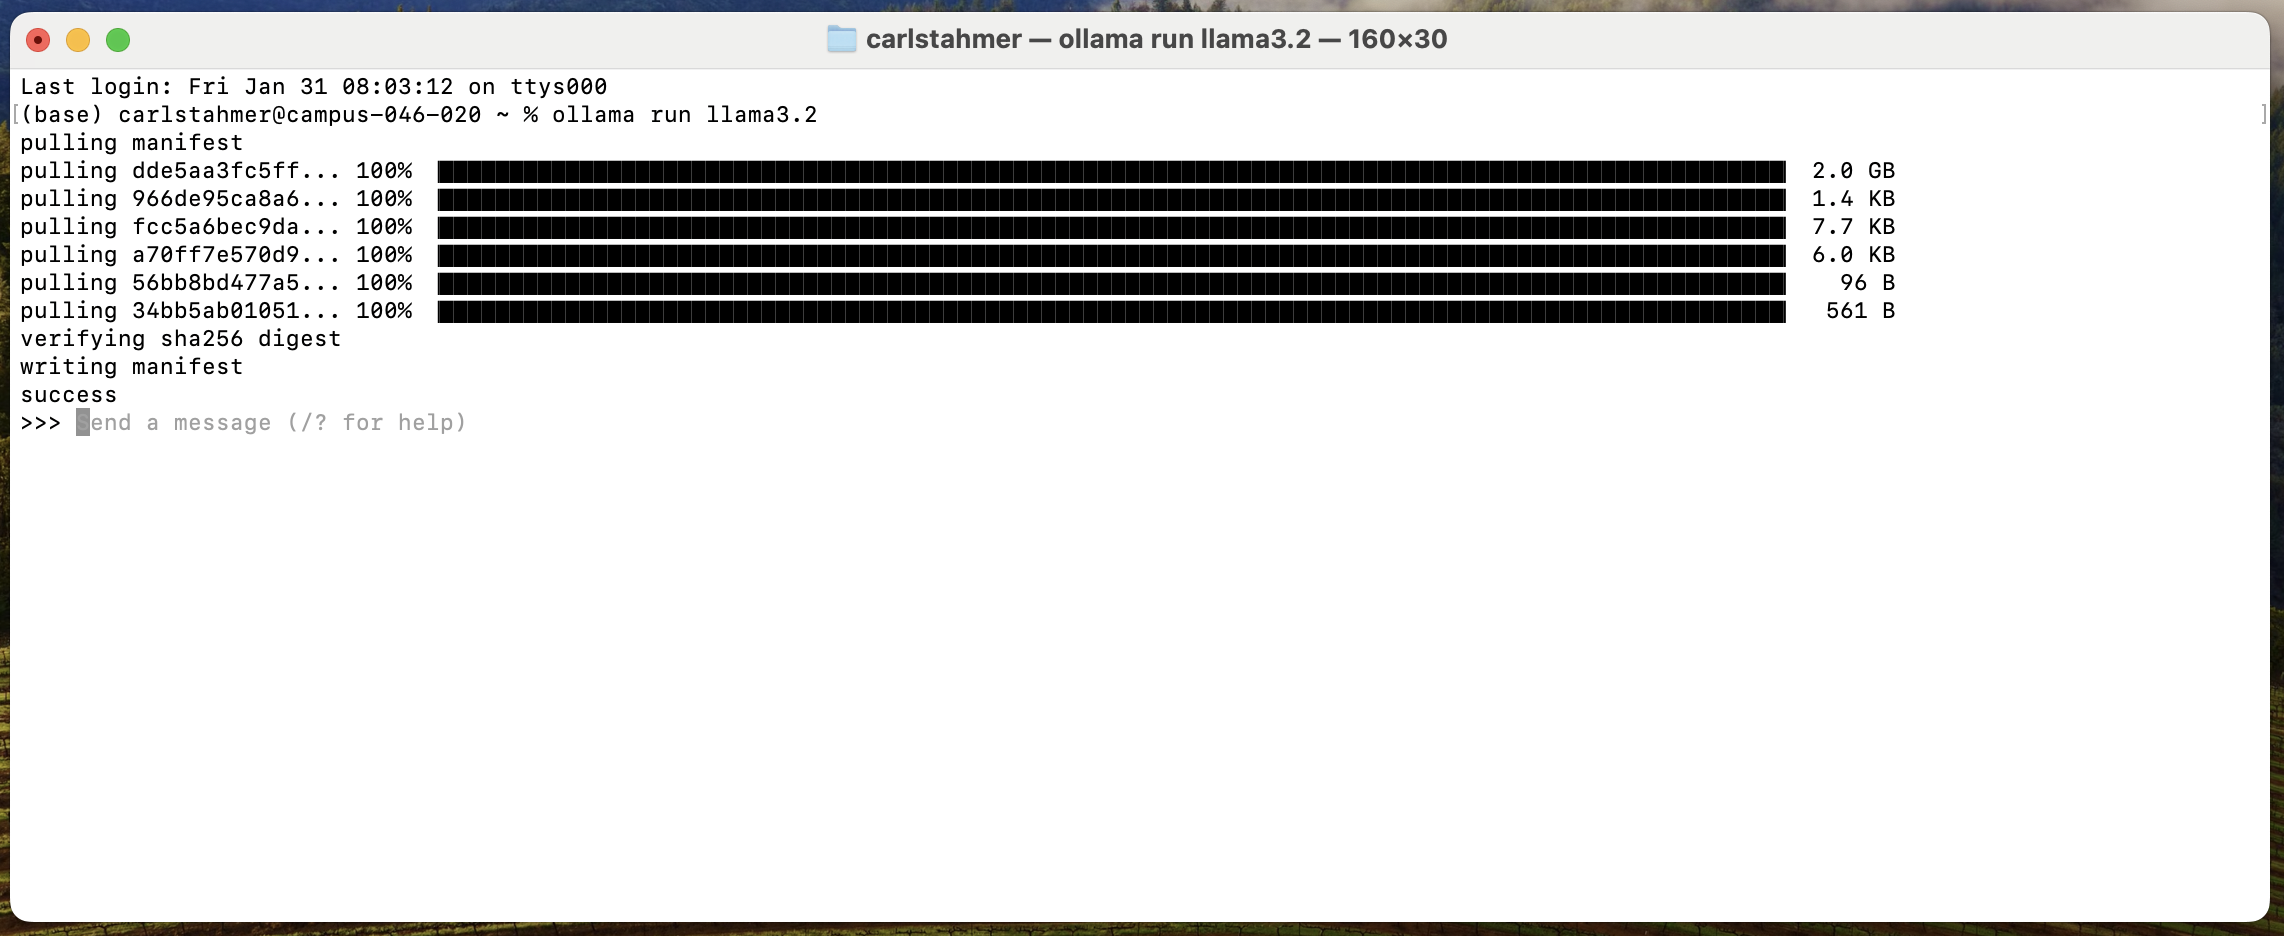 carlstahmer — ollama run llama3.2 — 160×30
Last login: Fri Jan 31 08:03:12 on ttys000
[(base) carlstahmer@campus-046-020 ~ % ollama run llama3.2 ]
pulling manifest
pulling dde5aa3fc5ff... 100% 2.0 GB
pulling 966de95ca8a6... 100% 1.4 KB
pulling fcc5a6bec9da... 100% 7.7 KB
pulling a70ff7e570d9... 100% 6.0 KB
pulling 56bb8bd477a5... 100% 96 B
pulling 34bb5ab01051... 100% 561 B
verifying sha256 digest
writing manifest
success
>>> Send a message (/? for help)